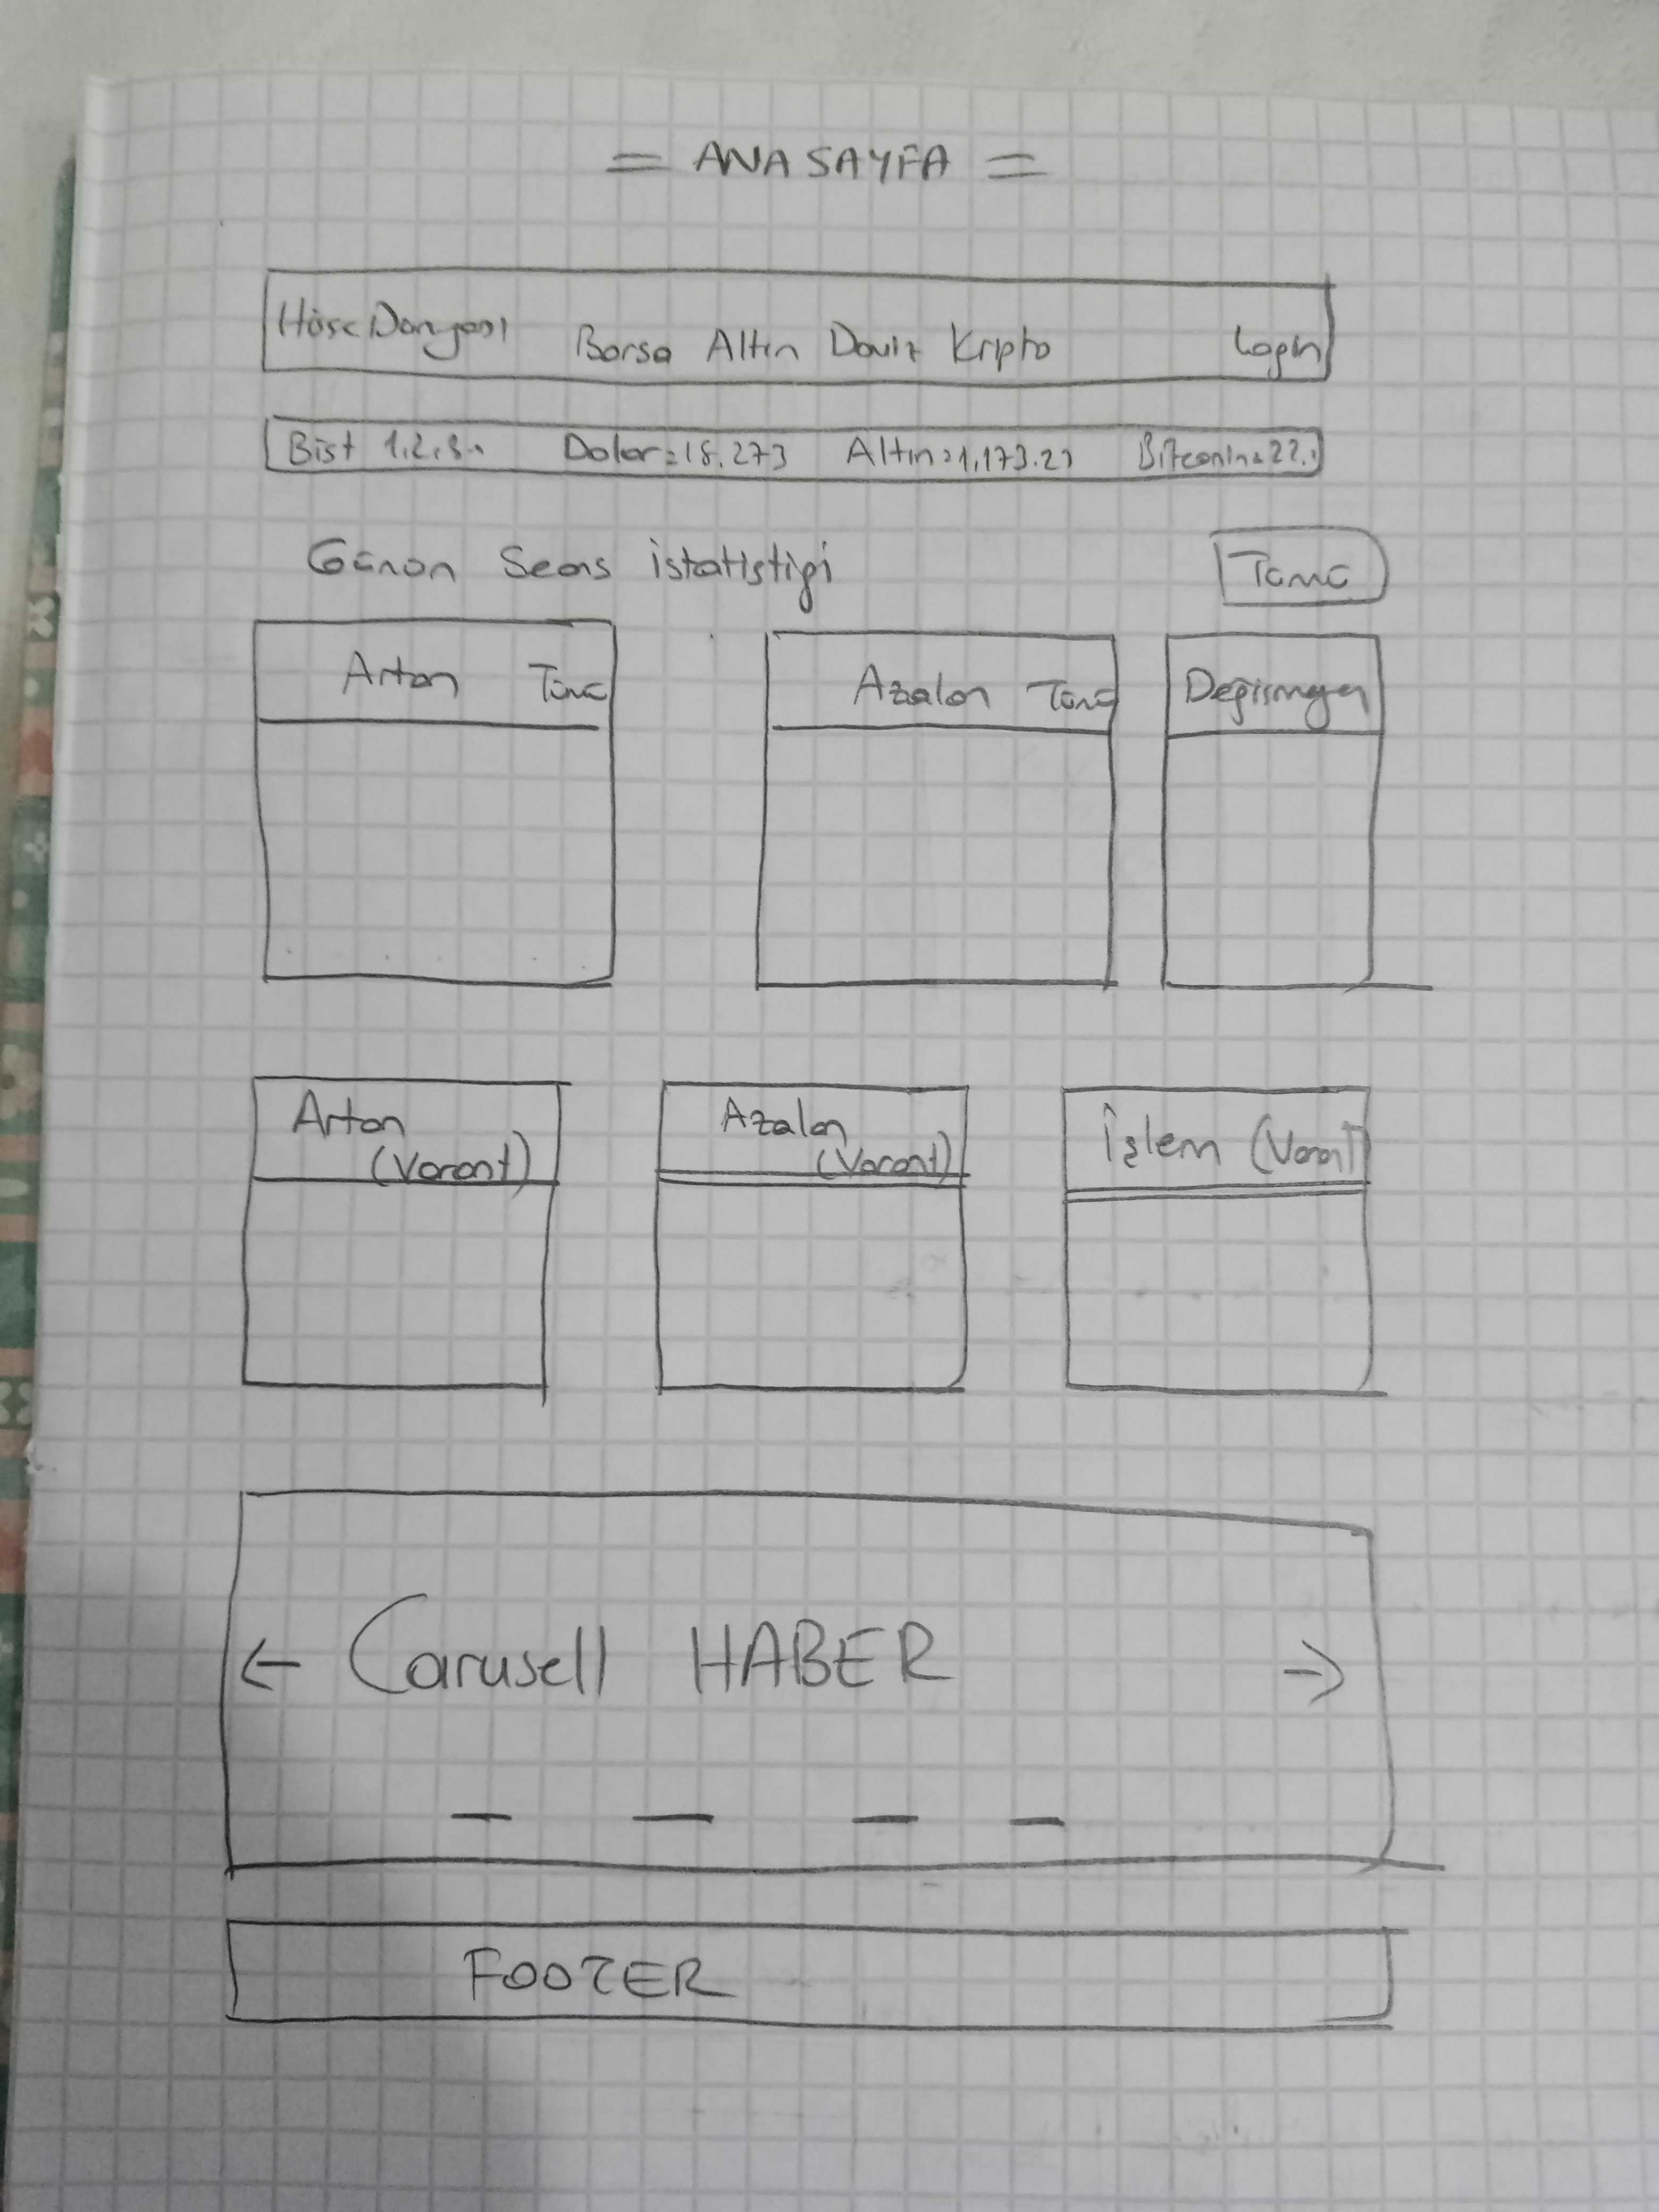 = ANASAYFA =
Hisse Dünyası Borsa Altın Döviz Kripto Login
Bist 1.2.3.. Dolar=18.273 Altın=1,173.21 Bitcoin=22.1
Günün Seans istatistiği Tümü
Artan Tümü Azalan Tümü Değişmeyen
Artan Azalan İşlem (Varant)
(Varant) (Varant)
← Carusell HABER →
FOOTER